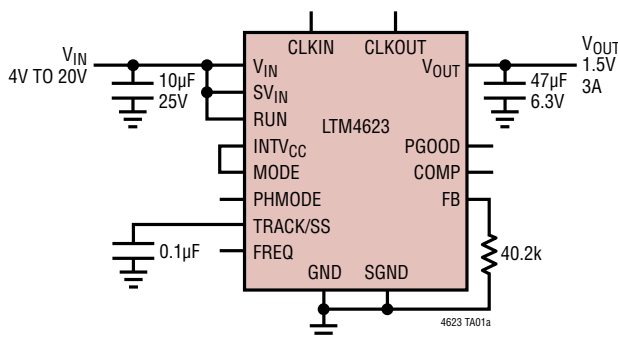 CLKIN CLKOUT
VIN
4V TO 20V
10µF
25V
VIN
SVIN
RUN
INTVCC
MODE
PHMODE
TRACK/SS
FREQ
0.1µF
LTM4623
GND SGND
VOUT
PGOOD
COMP
FB
47µF
6.3V
VOUT
1.5V
3A
40.2k
4623 TA01a